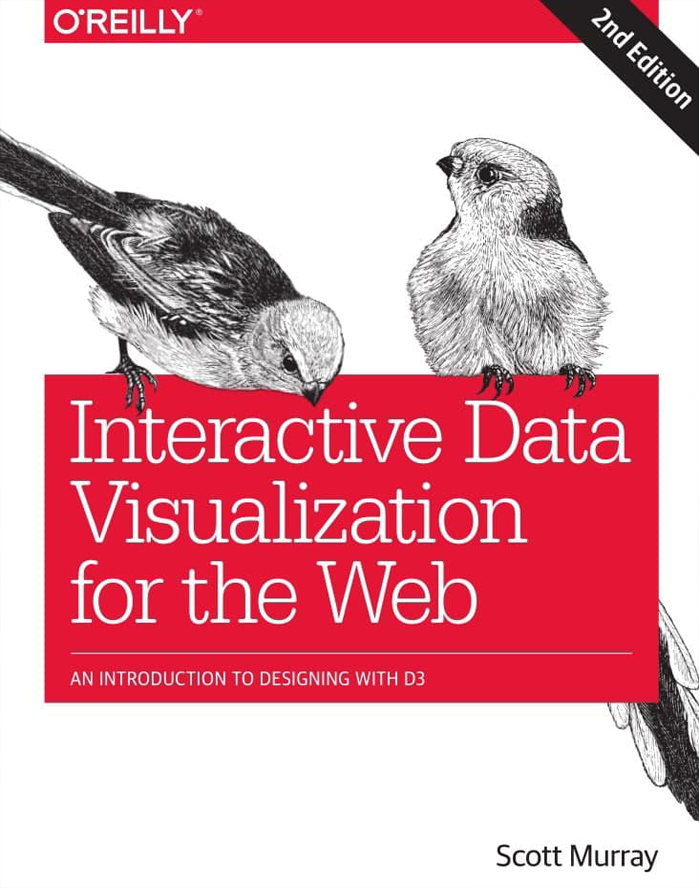 O'REILLY®
2nd Edition
Interactive Data
Visualization
for the Web
AN INTRODUCTION TO DESIGNING WITH D3
Scott Murray